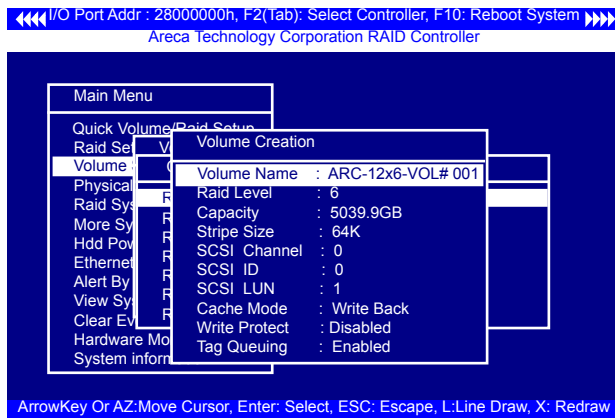 I/O Port Addr : 28000000h, F2(Tab): Select Controller, F10: Reboot System
Areca Technology Corporation RAID Controller
Main Menu
Quick Volume/Raid Setup
Raid Set
Volume
Physical
Raid Sys
More Sy
Hdd Pow
Ethernet
Alert By
View Sy
Clear Ev
Hardware Mo
System inform
Volume Creation
Volume Name : ARC-12x6-VOL# 001
Raid Level : 6
Capacity : 5039.9GB
Stripe Size : 64K
SCSI Channel : 0
SCSI ID : 0
SCSI LUN : 1
Cache Mode : Write Back
Write Protect : Disabled
Tag Queuing : Enabled
ArrowKey Or AZ:Move Cursor, Enter: Select, ESC: Escape, L:Line Draw, X: Redraw